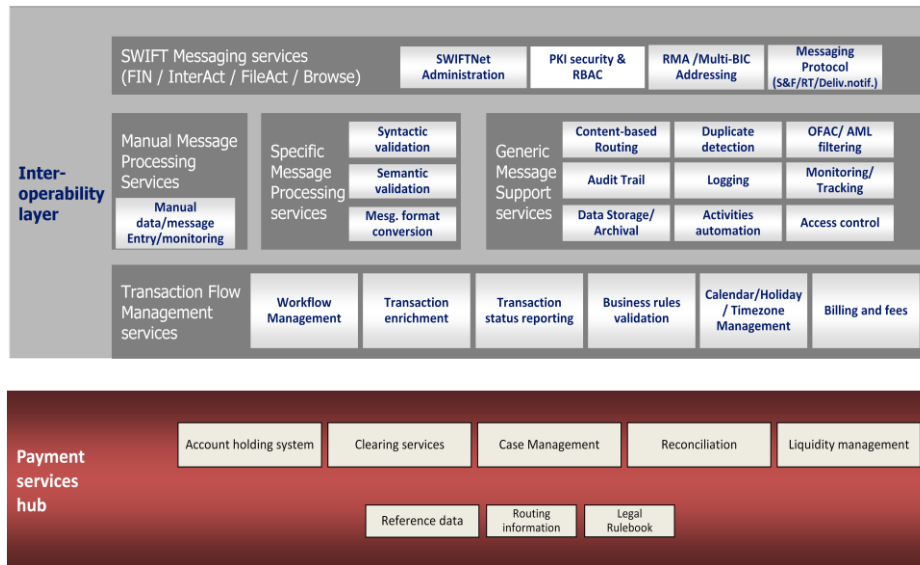 SWIFT Messaging services
(FIN / InterAct / FileAct / Browse)
SWIFTNet
Administration
PKI security &
RBAC
RMA /Multi-BIC
Addressing
Messaging
Protocol
(S&F/RT/Deliv.notif.)
Inter-
operability
layer
Manual Message
Processing
Services
Manual
data/message
Entry/monitoring
Specific
Message
Processing
services
Syntactic
validation
Semantic
validation
Mesg. format
conversion
Generic
Message
Support
services
Content-based
Routing
Duplicate
detection
OFAC/ AML
filtering
Audit Trail
Logging
Monitoring/
Tracking
Data Storage/
Archival
Activities
automation
Access control
Transaction Flow
Management
services
Workflow
Management
Transaction
enrichment
Transaction
status reporting
Business rules
validation
Calendar/Holiday
/ Timezone
Management
Billing and fees
Payment
services
hub
Account holding system
Clearing services
Case Management
Reconciliation
Liquidity management
Reference data
Routing
information
Legal
Rulebook